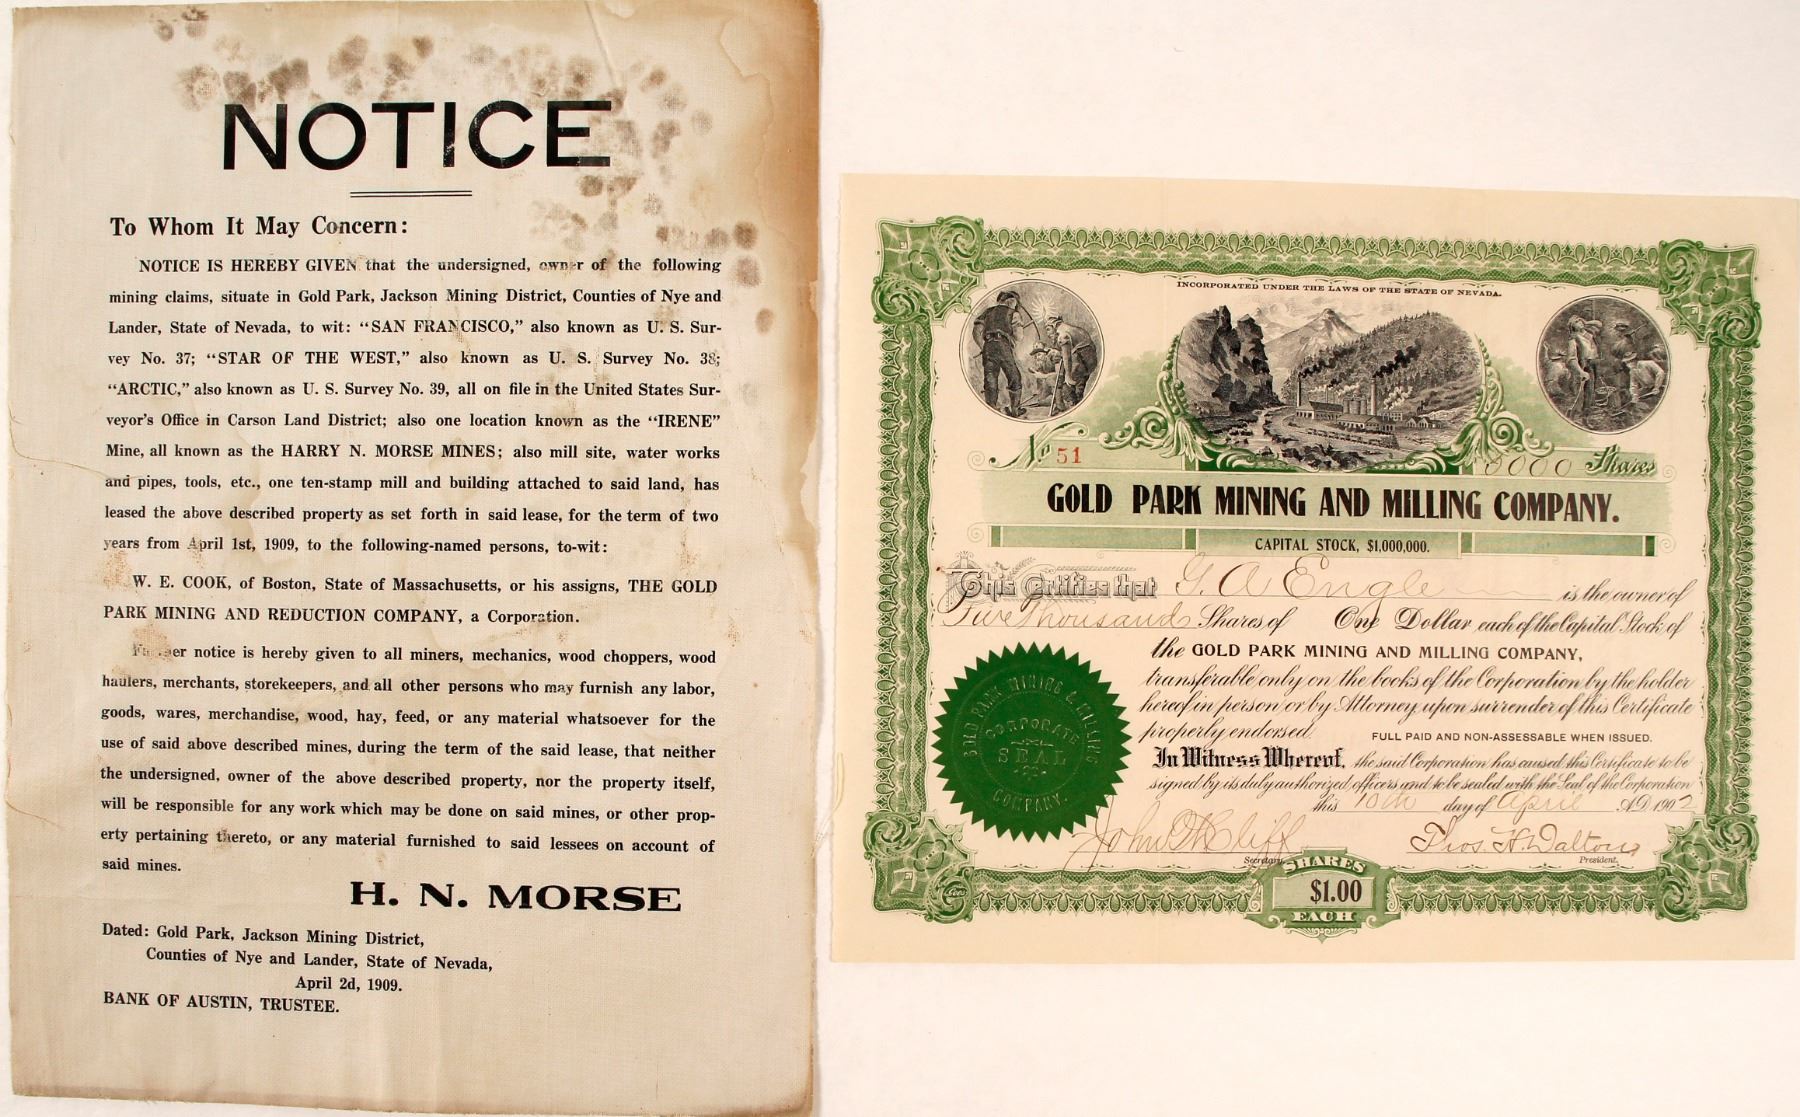 NOTICE
To Whom It May Concern:
NOTICE IS HEREBY GIVEN that the undersigned, owner of the following
mining claims, situate in Gold Park, Jackson Mining District, Counties of Nye and
Lander, State of Nevada, to wit: “SAN FRANCISCO,” also known as U. S. Sur-
vey No. 37; “STAR OF THE WEST,” also known as U. S. Survey No. 38;
“ARCTIC,” also known as U. S. Survey No. 39, all on file in the United States Sur-
veyor's Office in Carson Land District; also one location known as the “IRENE”
Mine, all known as the HARRY N. MORSE MINES; also mill site, water works
and pipes, tools, etc., one ten-stamp mill and building attached to said land, has
leased the above described property as set forth in said lease, for the term of two
years from April 1st, 1909, to the following-named persons, to-wit:
W. E. COOK, of Boston, State of Massachusetts, or his assigns, THE GOLD
PARK MINING AND REDUCTION COMPANY, a Corporation.
notice is hereby given to all miners, mechanics, wood choppers, wood
haulers, merchants, storekeepers, and all other persons who may furnish any labor,
goods, wares, merchandise, wood, hay, feed, or any material whatsoever for the
use of said above described mines, during the term of the said lease, that neither
the undersigned, owner of the above described property, nor the property itself,
will be responsible for any work which may be done on said mines, or other prop-
erty pertaining thereto, or any material furnished to said lessees on account of
said mines.
H. N. MORSE
Dated: Gold Park, Jackson Mining District,
Counties of Nye and Lander, State of Nevada,
April 2d, 1909.
BANK OF AUSTIN, TRUSTEE.
INCORPORATED UNDER THE LAWS OF THE STATE OF NEVADA.
No 51 5000 Shares
GOLD PARK MINING AND MILLING COMPANY.
CAPITAL STOCK, $1,000,000.
This Certifies that G. A Engle is the owner of
Five Thousand Shares of One Dollar each of the Capital Stock of
the GOLD PARK MINING AND MILLING COMPANY,
transferable only on the books of the Corporation by the holder
hereof in person or by Attorney, upon surrender of this Certificate
properly endorsed. FULL PAID AND NON-ASSESSABLE WHEN ISSUED.
In Witness Whereof, the said Corporation has caused this Certificate to be
signed by its duly authorized officers and to be sealed with the Seal of the Corporation
this 10th day of April A.D. 1902
GOLD PARK MINING & MILLING COMPANY.
CORPORATE
SEAL
John Cliff Thos. H. Dalton
Secretary. President.
SHARES
$1.00
EACH